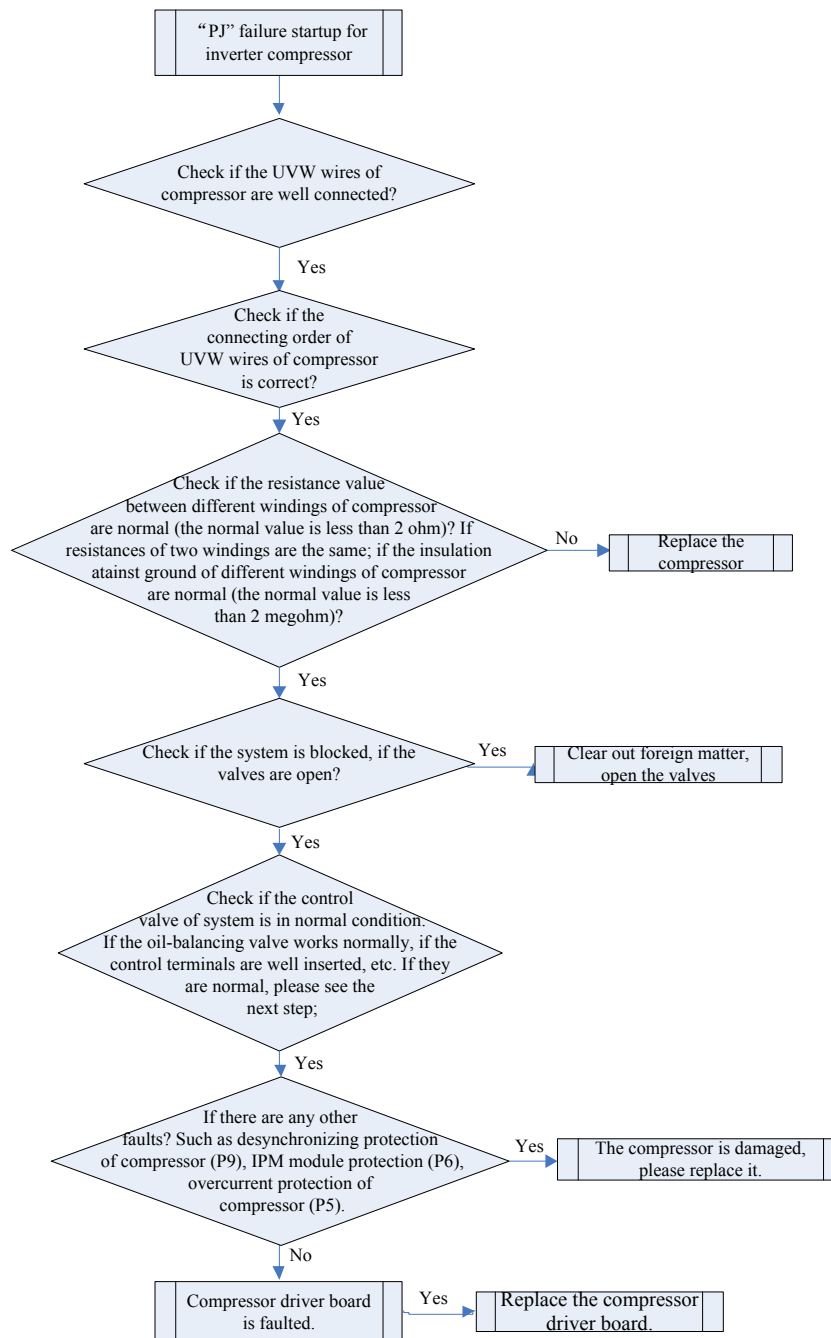 “PJ” failure startup for
inverter compressor
Check if the UVW wires of
compressor are well connected?
Yes
Check if the
connecting order of
UVW wires of compressor
is correct?
Yes
Check if the resistance value
between different windings of compressor
are normal (the normal value is less than 2 ohm)? If
resistances of two windings are the same; if the insulation
atainst ground of different windings of compressor
are normal (the normal value is less
than 2 megohm)?
No
Replace the
compressor
Yes
Check if the system is blocked, if the
valves are open?
Yes
Clear out foreign matter,
open the valves
Yes
Check if the control
valve of system is in normal condition.
If the oil-balancing valve works normally, if the
control terminals are well inserted, etc. If they
are normal, please see the
next step;
Yes
If there are any other
faults? Such as desynchronizing protection
of compressor (P9), IPM module protection (P6),
overcurrent protection of
compressor (P5).
Yes
The compressor is damaged,
please replace it.
No
Compressor driver board
is faulted.
Yes
Replace the compressor
driver board.